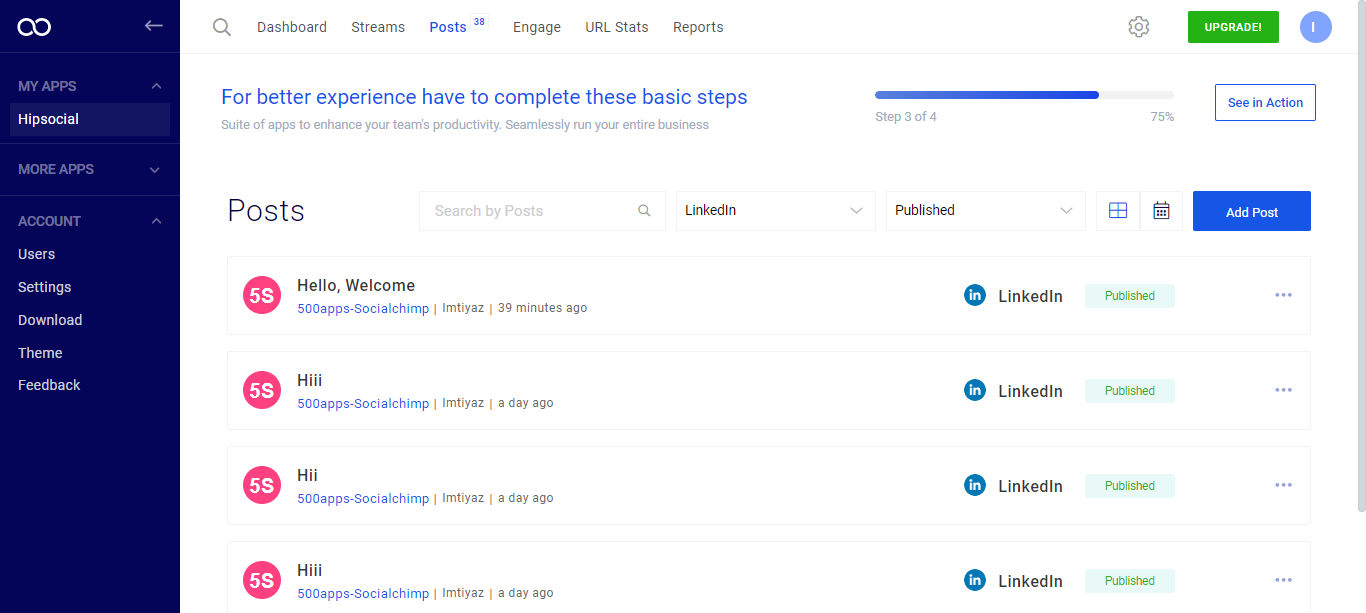 Dashboard Streams Posts 38 Engage URL Stats Reports UPGRADE! I
MY APPS
Hipsocial
MORE APPS
ACCOUNT
Users
Settings
Download
Theme
Feedback
For better experience have to complete these basic steps
Suite of apps to enhance your team's productivity. Seamlessly run your entire business
Step 3 of 4 75%
See in Action
Posts Search by Posts LinkedIn Published Add Post
5S Hello, Welcome
500apps-Socialchimp | Imtiyaz | 39 minutes ago
in LinkedIn Published
5S Hiii
500apps-Socialchimp | Imtiyaz | a day ago
in LinkedIn Published
5S Hii
500apps-Socialchimp | Imtiyaz | a day ago
in LinkedIn Published
5S Hiii
500apps-Socialchimp | Imtiyaz | a day ago
in LinkedIn Published